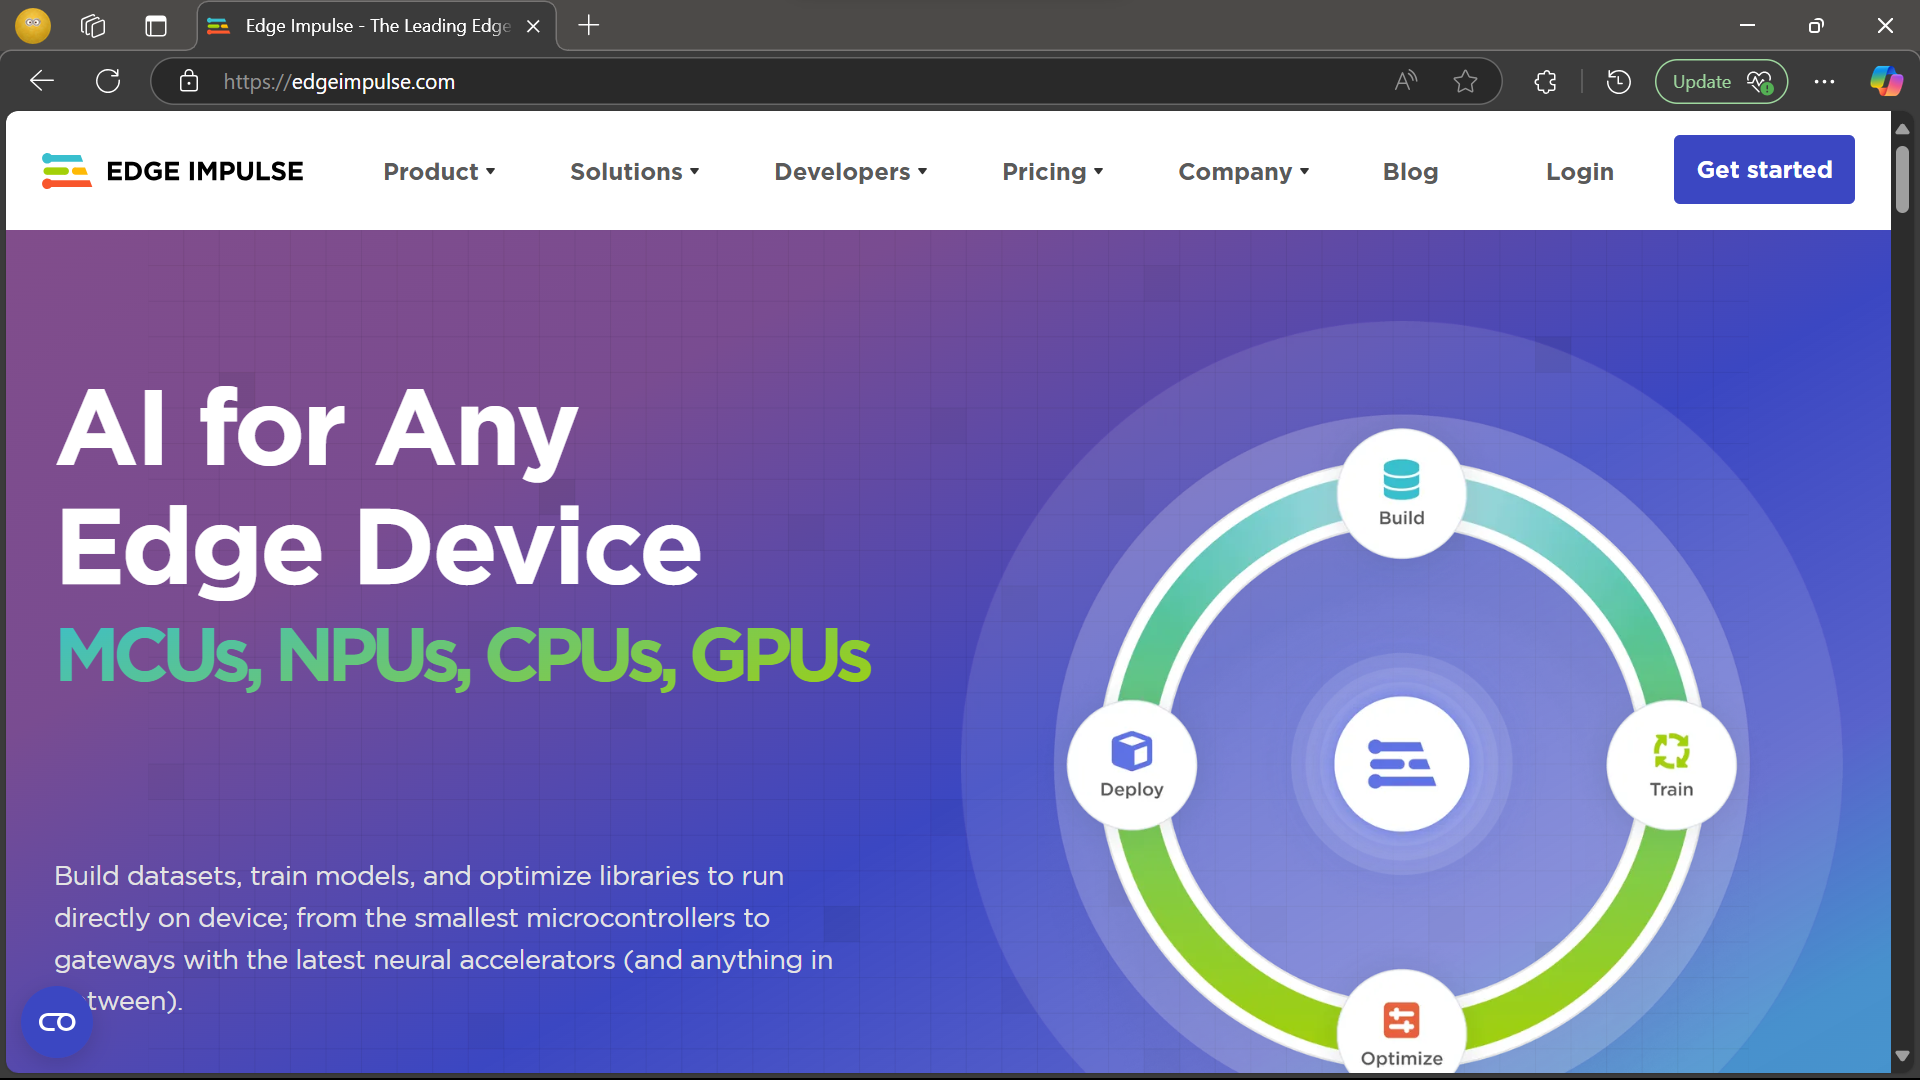 Edge Impulse - The Leading Edge
https://edgeimpulse.com
Update
EDGE IMPULSE
Product
Solutions
Developers
Pricing
Company
Blog
Login
Get started
AI for Any
Edge Device
MCUs, NPUs, CPUs, GPUs
Build datasets, train models, and optimize libraries to run
directly on device; from the smallest microcontrollers to
gateways with the latest neural accelerators (and anything in
tween).
Build
Deploy
Train
Optimize